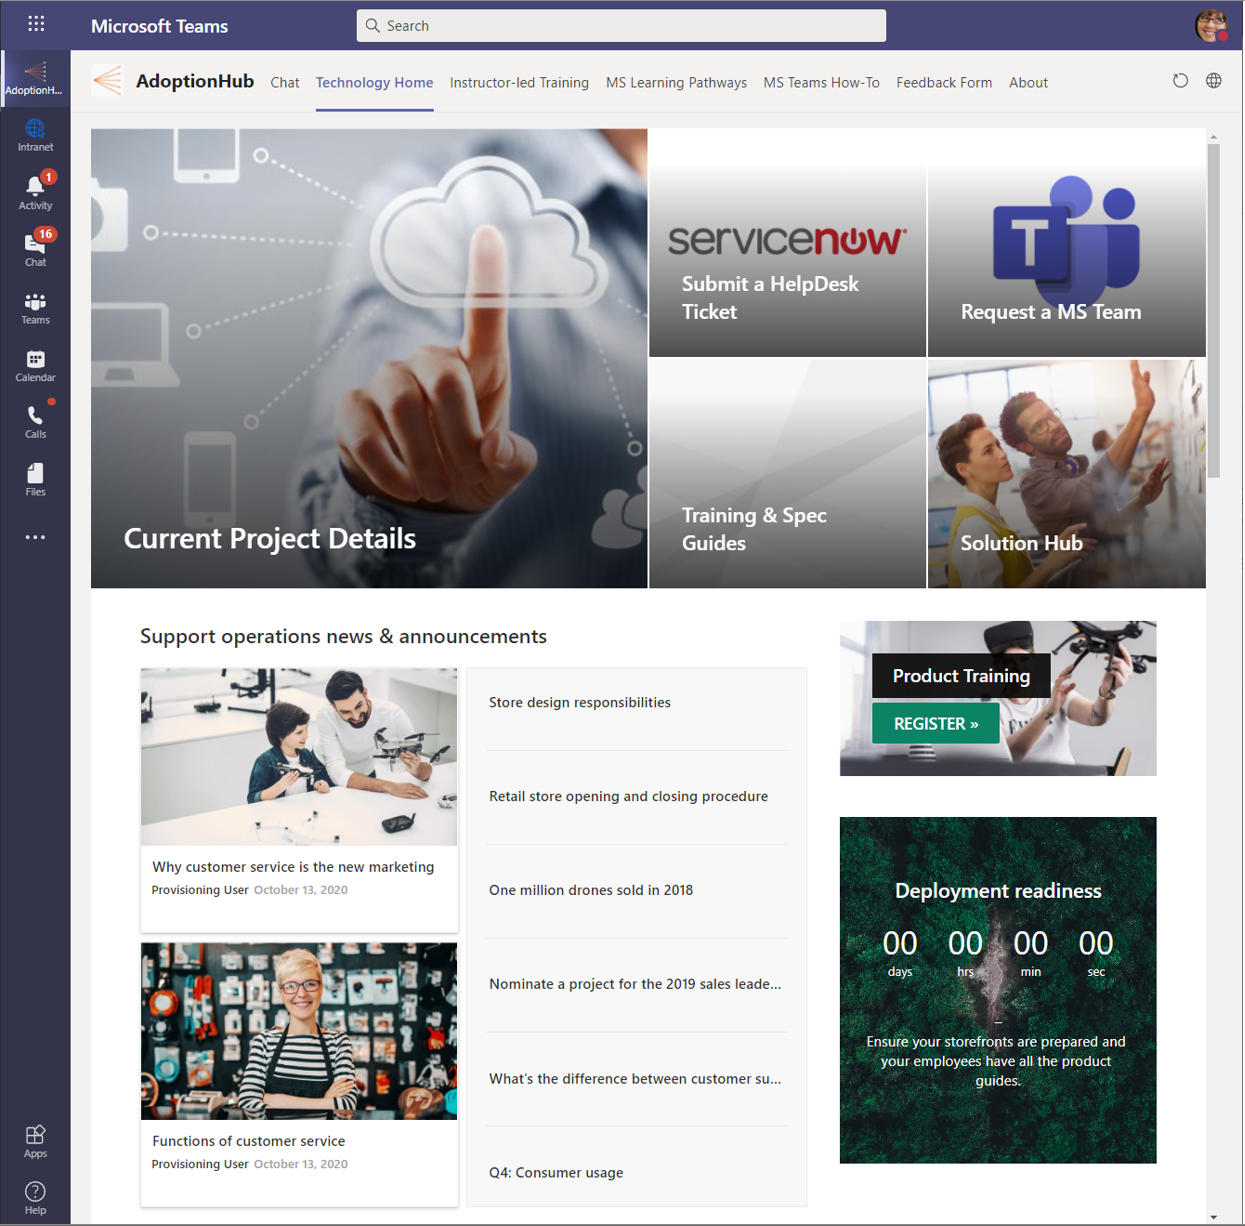 Microsoft Teams
Search
AdoptionH...
Intranet
1
Activity
16
Chat
Teams
Calendar
Calls
Files
Apps
Help
AdoptionHub
Chat
Technology Home
Instructor-led Training
MS Learning Pathways
MS Teams How-To
Feedback Form
About
Current Project Details
servicenow
Submit a HelpDesk
Ticket
T
Request a MS Team
Training & Spec
Guides
Solution Hub
Support operations news & announcements
Why customer service is the new marketing
Provisioning User October 13, 2020
Functions of customer service
Provisioning User October 13, 2020
Store design responsibilities
Retail store opening and closing procedure
One million drones sold in 2018
Nominate a project for the 2019 sales leade...
What's the difference between customer su...
Q4: Consumer usage
Product Training
REGISTER »
Deployment readiness
00 00 00 00
days hrs min sec
Ensure your storefronts are prepared and
your employees have all the product
guides.